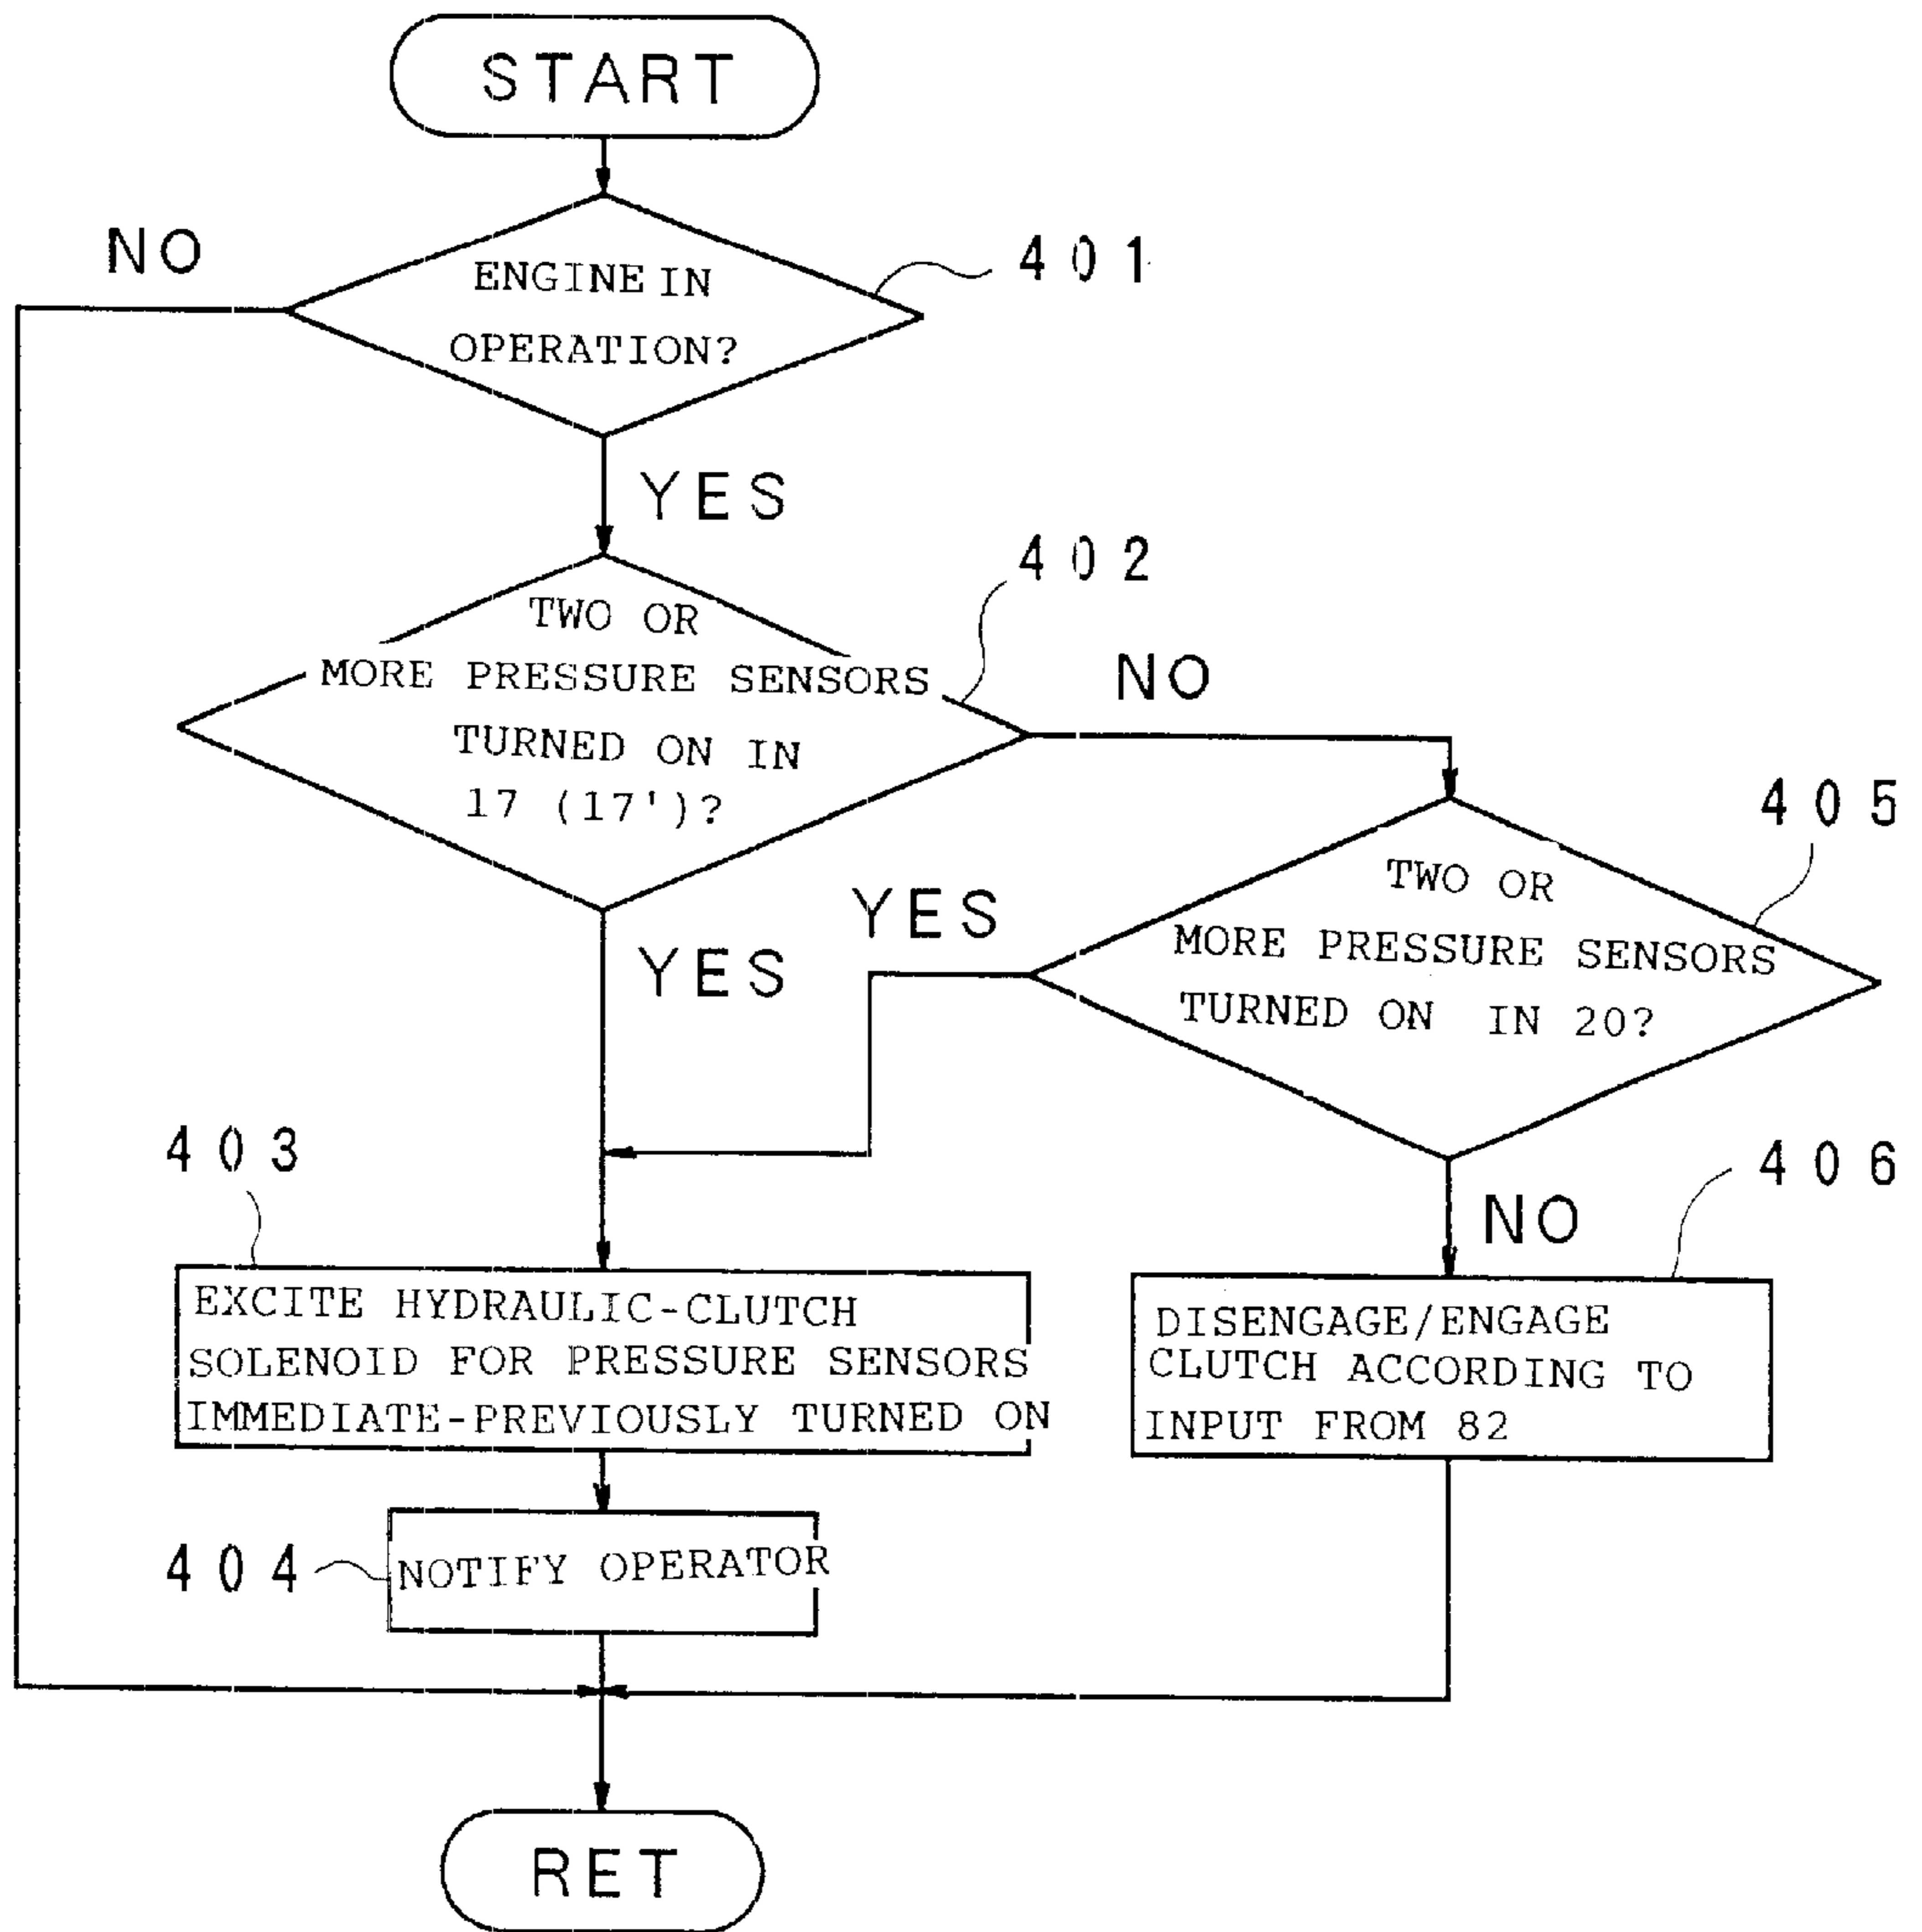 START
NO
ENGINE IN
OPERATION?
401
YES
402
TWO OR
MORE PRESSURE SENSORS
TURNED ON IN
17 (17')?
NO
405
TWO OR
MORE PRESSURE SENSORS
TURNED ON IN 20?
YES
YES
403
406
NO
EXCITE HYDRAULIC-CLUTCH
SOLENOID FOR PRESSURE SENSORS
IMMEDIATE-PREVIOUSLY TURNED ON
DISENGAGE/ENGAGE
CLUTCH ACCORDING TO
INPUT FROM 82
404
NOTIFY OPERATOR
RET